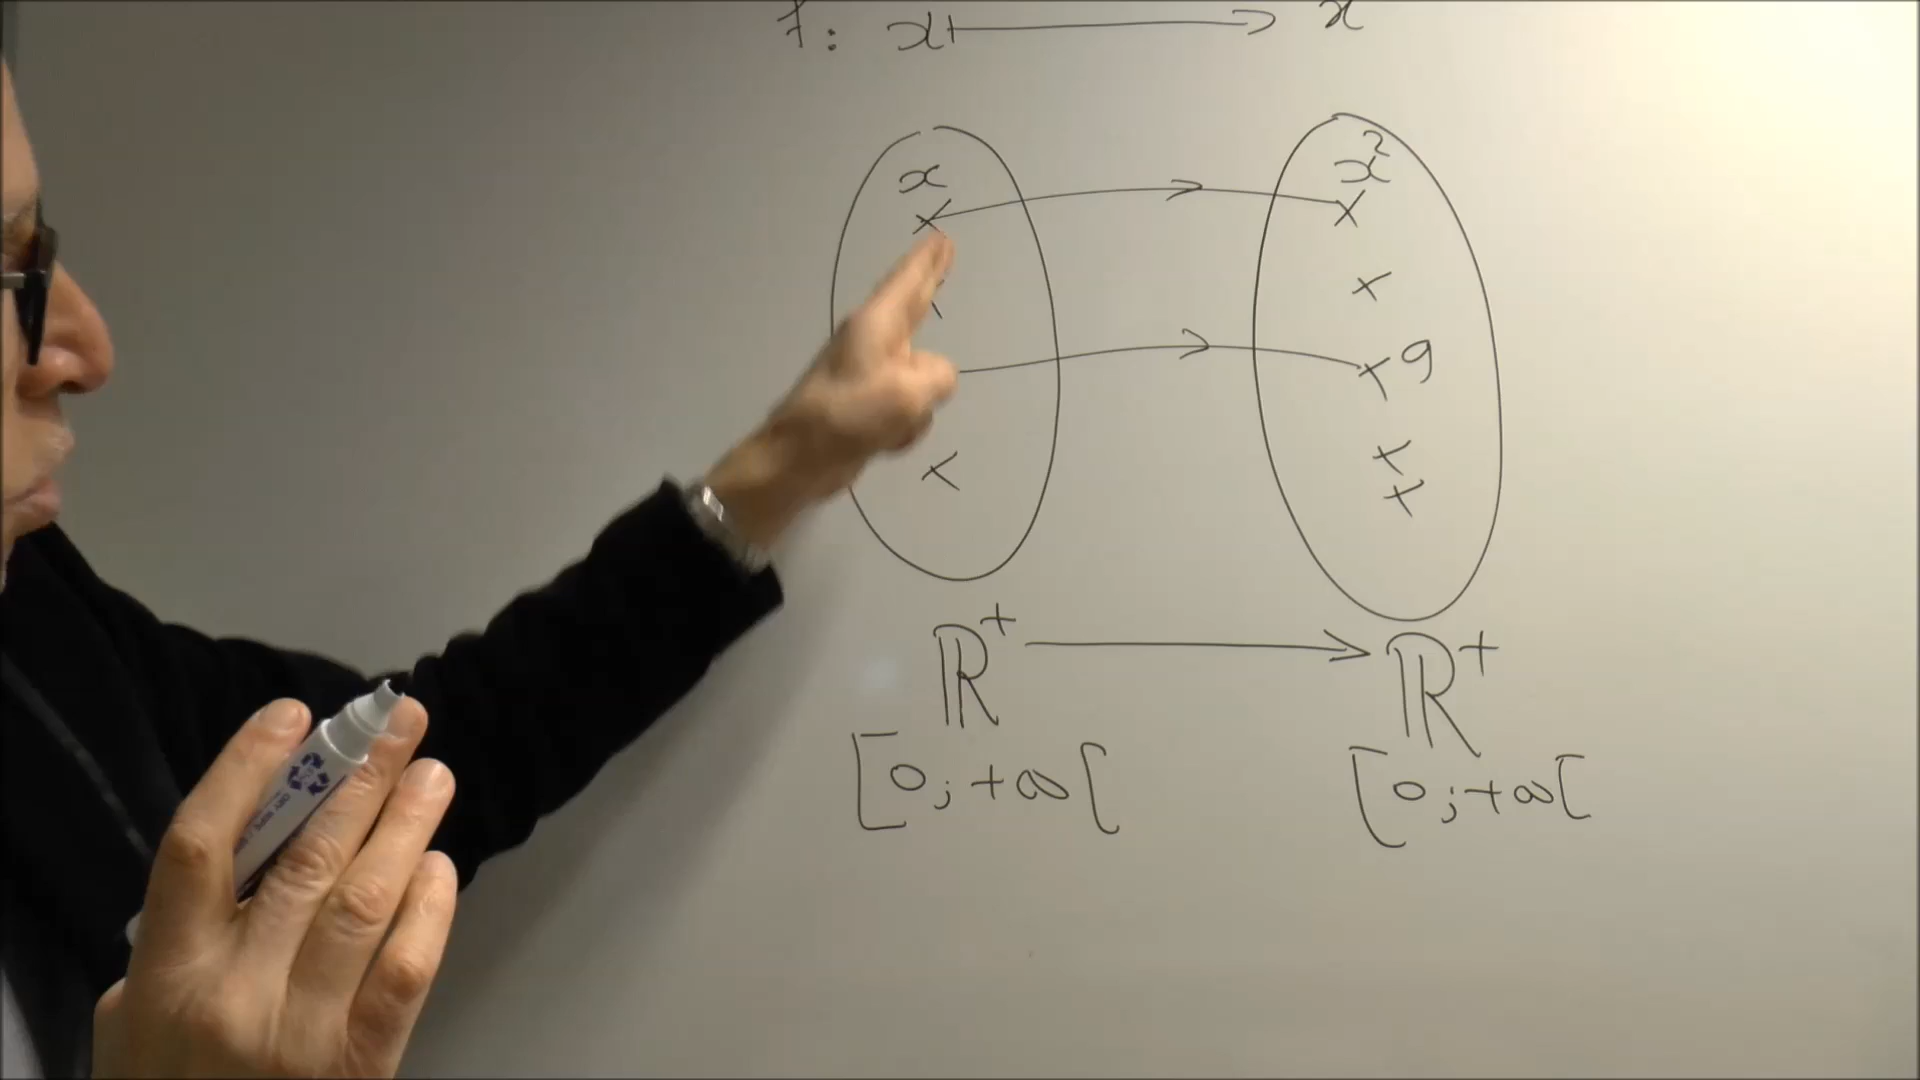 f: x ⟼ x
x x²
9
ℝ⁺ ⟶ ℝ⁺
[0;+∞[ [0;+∞[